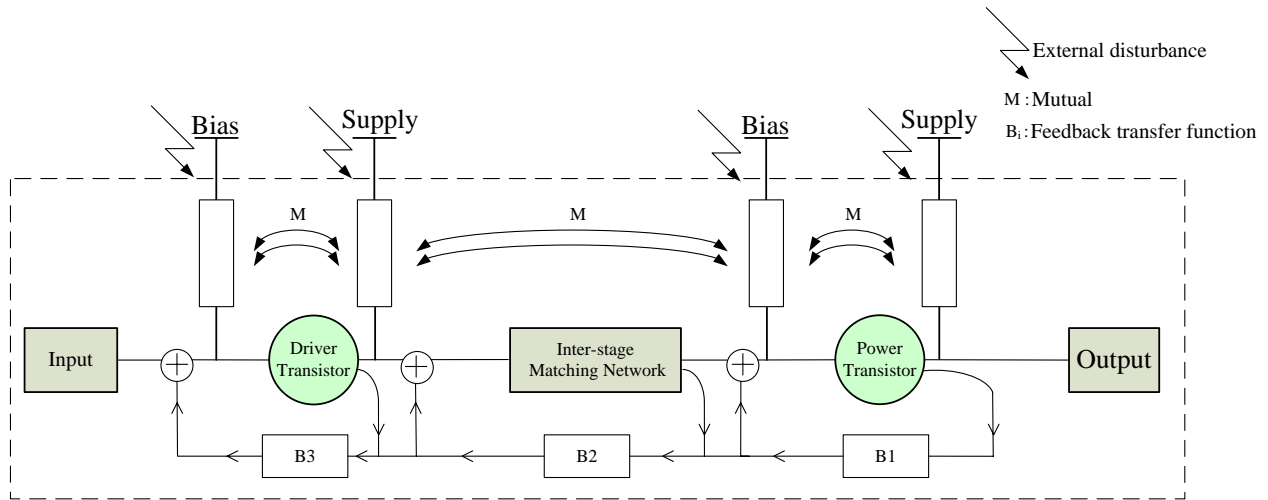 External disturbance
M : Mutual
Bi: Feedback transfer function
Bias
Supply
Bias
Supply
M
M
M
Input
Driver
Transistor
Inter-stage
Matching Network
Power
Transistor
Output
B3
B2
B1